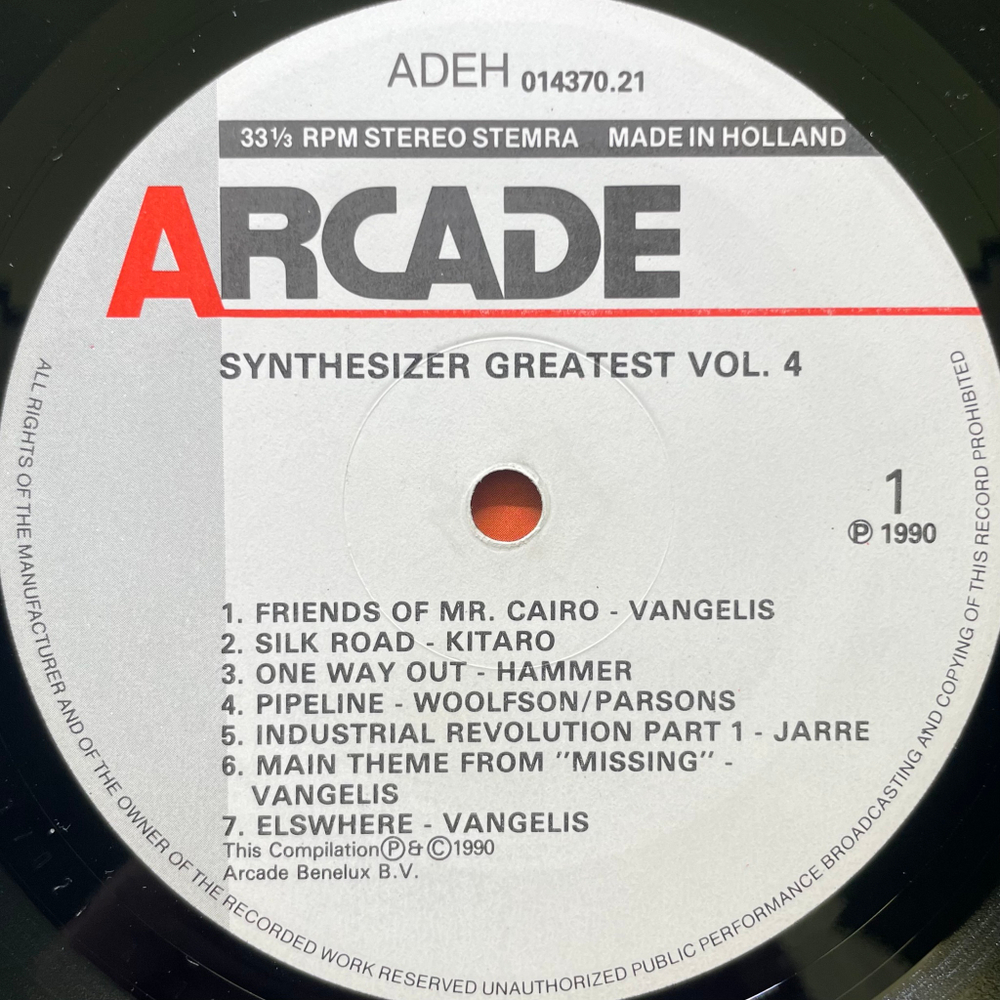 ADEH 014370.21
33⅓ RPM STEREO STEMRA MADE IN HOLLAND
ARCADE
SYNTHESIZER GREATEST VOL. 4
1
Ⓟ 1990
1. FRIENDS OF MR. CAIRO - VANGELIS
2. SILK ROAD - KITARO
3. ONE WAY OUT - HAMMER
4. PIPELINE - WOOLFSON/PARSONS
5. INDUSTRIAL REVOLUTION PART 1 - JARRE
6. MAIN THEME FROM "MISSING" -
VANGELIS
7. ELSWHERE - VANGELIS
This Compilation Ⓟ & Ⓒ 1990
Arcade Benelux B.V.
ALL RIGHTS OF THE MANUFACTURER AND OF THE OWNER OF THE RECORDED WORK RESERVED UNAUTHORIZED PUBLIC PERFORMANCE BROADCASTING AND COPYING OF THIS RECORD PROHIBITED